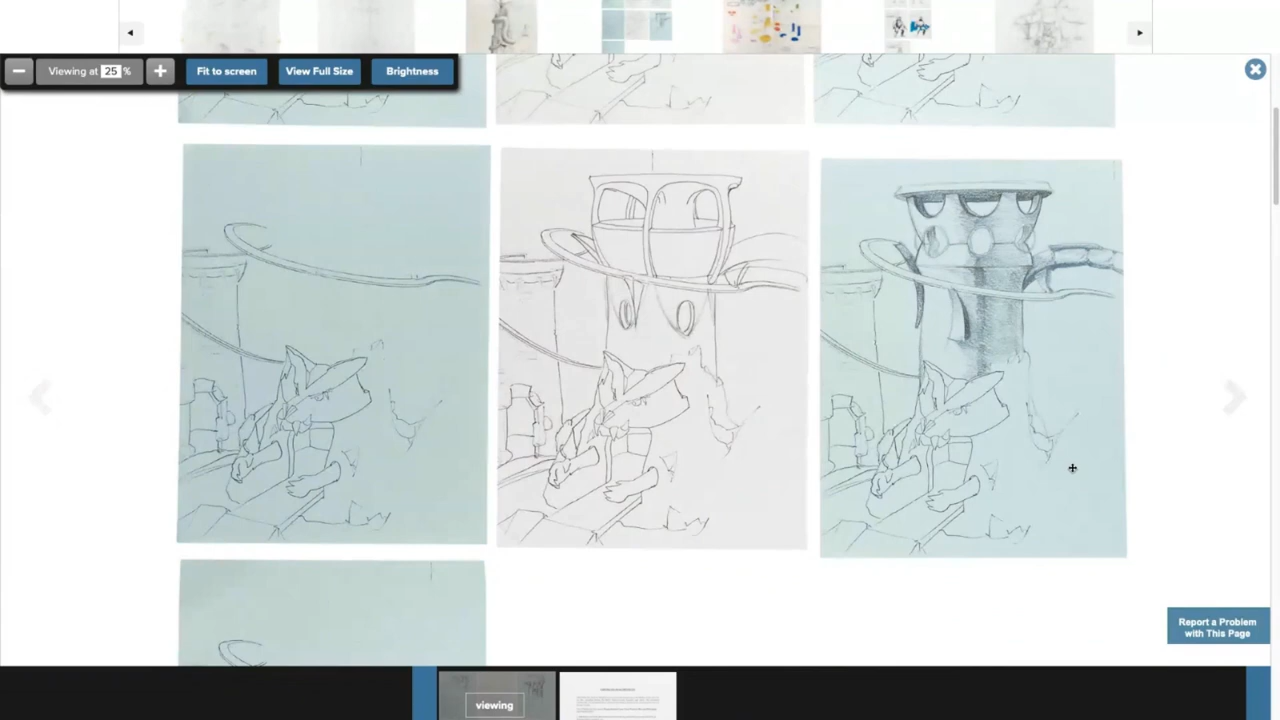 Viewing at 25 %
Fit to screen
View Full Size
Brightness
Report a Problem
with This Page
viewing